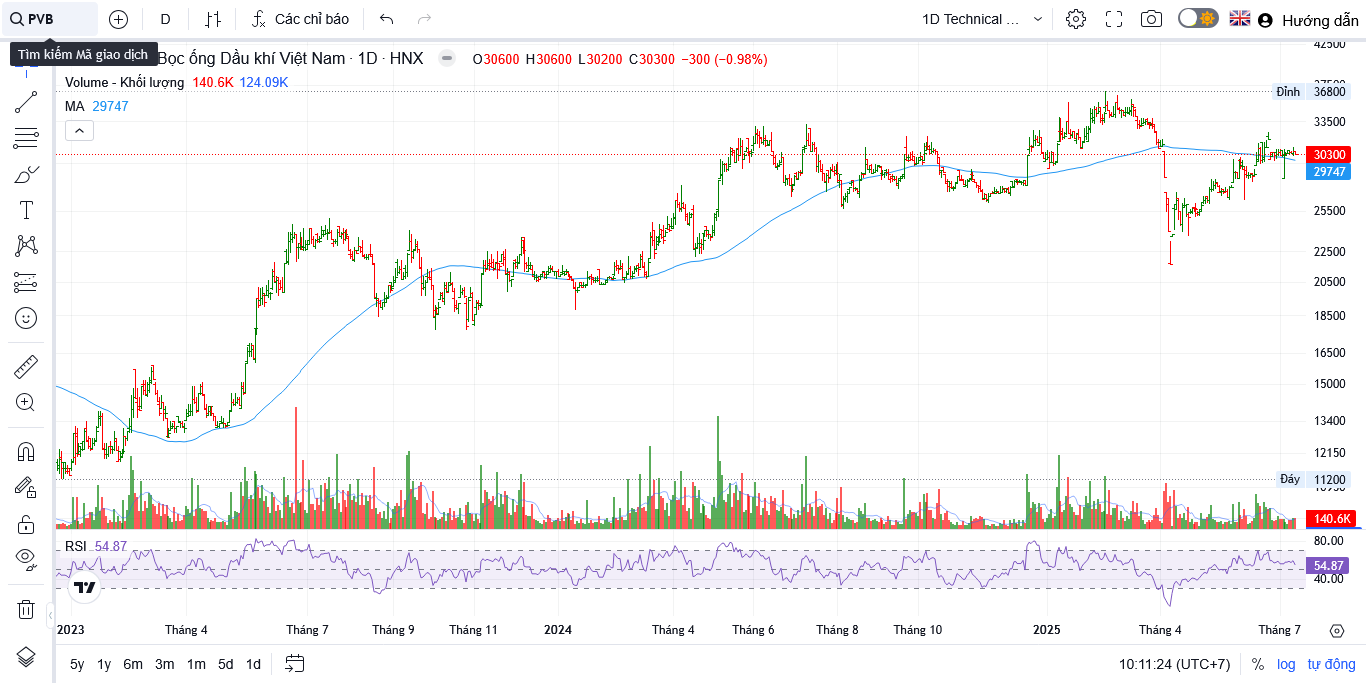 PVB
D
Các chỉ báo
1D Technical ...
Hướng dẫn
Tìm kiếm Mã giao dịch
Bọc ống Dầu khí Việt Nam · 1D · HNX
O30600 H30600 L30200 C30300 −300 (−0.98%)
Volume - Khối lượng 140.6K 124.09K
MA 29747
42500
Đỉnh 36800
33500
30300
29747
25500
22500
20500
18500
16500
15000
13400
12150
Đáy 11200
140.6K
RSI 54.87
80.00
54.87
40.00
2023 Tháng 4 Tháng 7 Tháng 9 Tháng 11 2024 Tháng 4 Tháng 6 Tháng 8 Tháng 10 2025 Tháng 4 Tháng 7
5y 1y 6m 3m 1m 5d 1d
10:11:24 (UTC+7) % log tự động